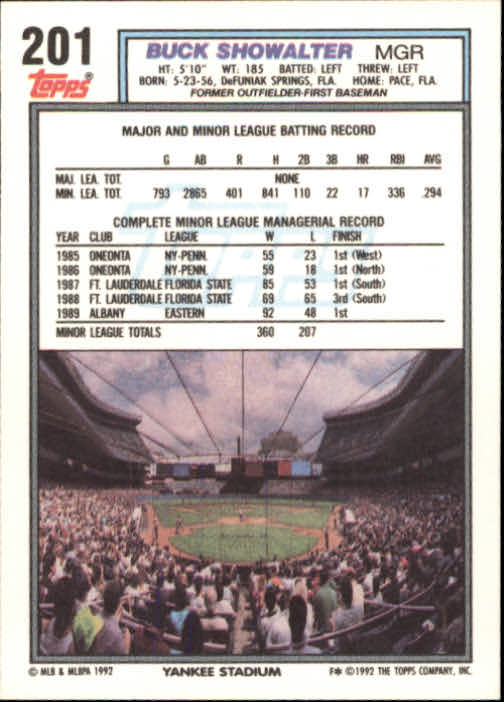 201
Topps®
BUCK SHOWALTER MGR
HT: 5'10" WT: 185 BATTED: LEFT THREW: LEFT
BORN: 5-23-56, DeFUNIAK SPRINGS, FLA. HOME: PACE, FLA.
FORMER OUTFIELDER-FIRST BASEMAN
MAJOR AND MINOR LEAGUE BATTING RECORD
G AB R H 2B 3B HR RBI AVG
MAJ. LEA. TOT. NONE
MIN. LEA. TOT. 793 2865 401 841 110 22 17 336 .294
COMPLETE MINOR LEAGUE MANAGERIAL RECORD
YEAR CLUB LEAGUE W L FINISH
1985 ONEONTA NY-PENN. 55 23 1st (West)
1986 ONEONTA NY-PENN. 59 18 1st (North)
1987 FT. LAUDERDALE FLORIDA STATE 85 53 1st (South)
1988 FT. LAUDERDALE FLORIDA STATE 69 65 3rd (South)
1989 ALBANY EASTERN 92 48 1st
MINOR LEAGUE TOTALS 360 207
© MLB & MLBPA 1992 YANKEE STADIUM F* © 1992 THE TOPPS COMPANY, INC.